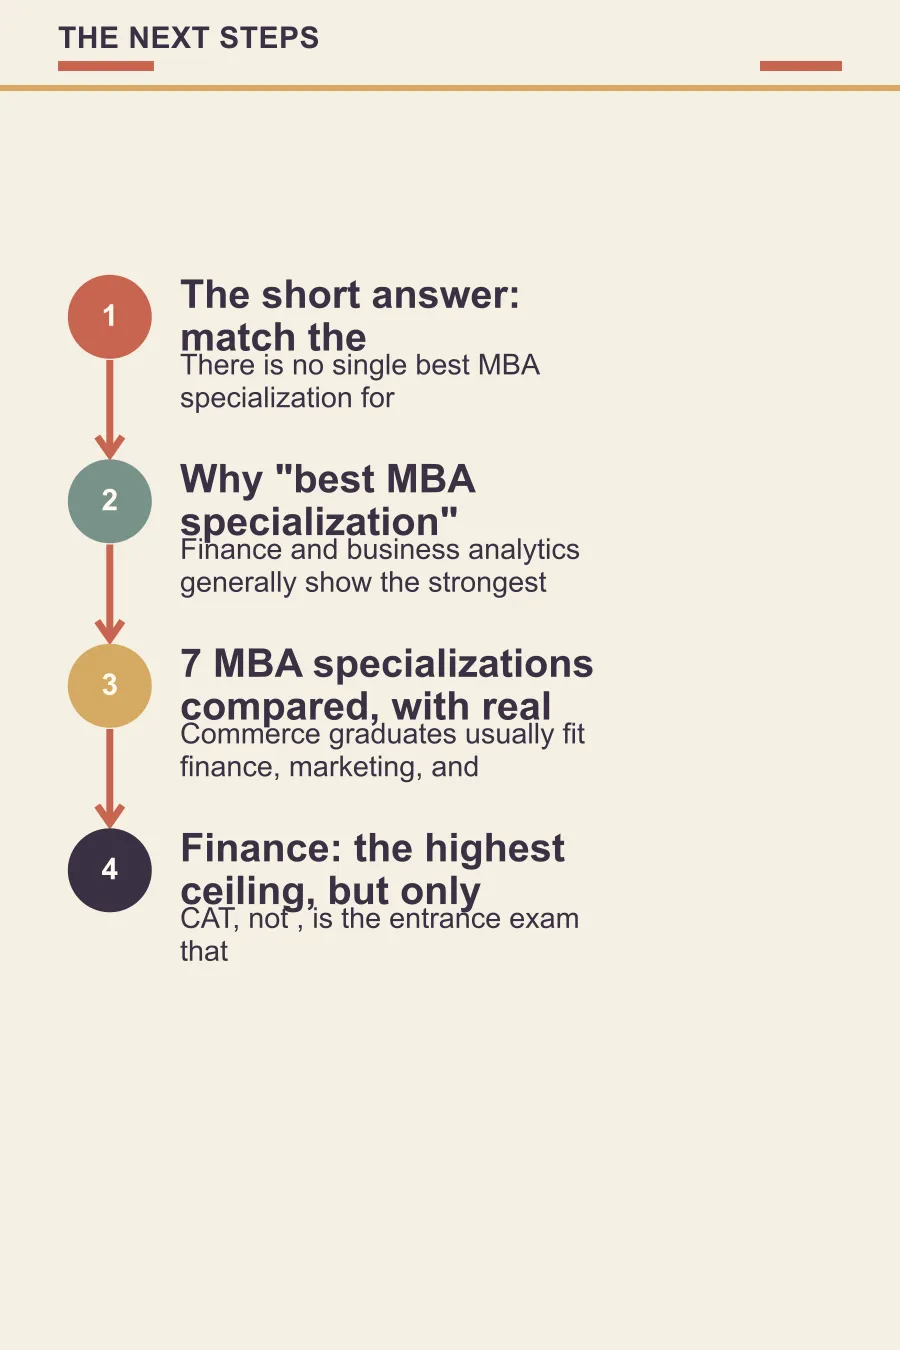 THE NEXT STEPS
1
The short answer:
match the
There is no single best MBA
specialization for
2
Why "best MBA
specialization"
Finance and business analytics
generally show the strongest
3
7 MBA specializations
compared, with real
Commerce graduates usually fit
finance, marketing, and
4
Finance: the highest
ceiling, but only
CAT, not , is the entrance exam
that